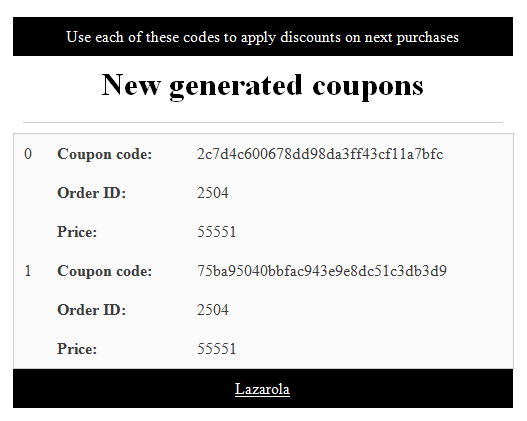 Use each of these codes to apply discounts on next purchases
New generated coupons
0 Coupon code: 2c7d4c600678dd98da3ff43cf11a7bfc
Order ID: 2504
Price: 55551
1 Coupon code: 75ba95040bbfac943e9e8dc51c3db3d9
Order ID: 2504
Price: 55551
Lazarola